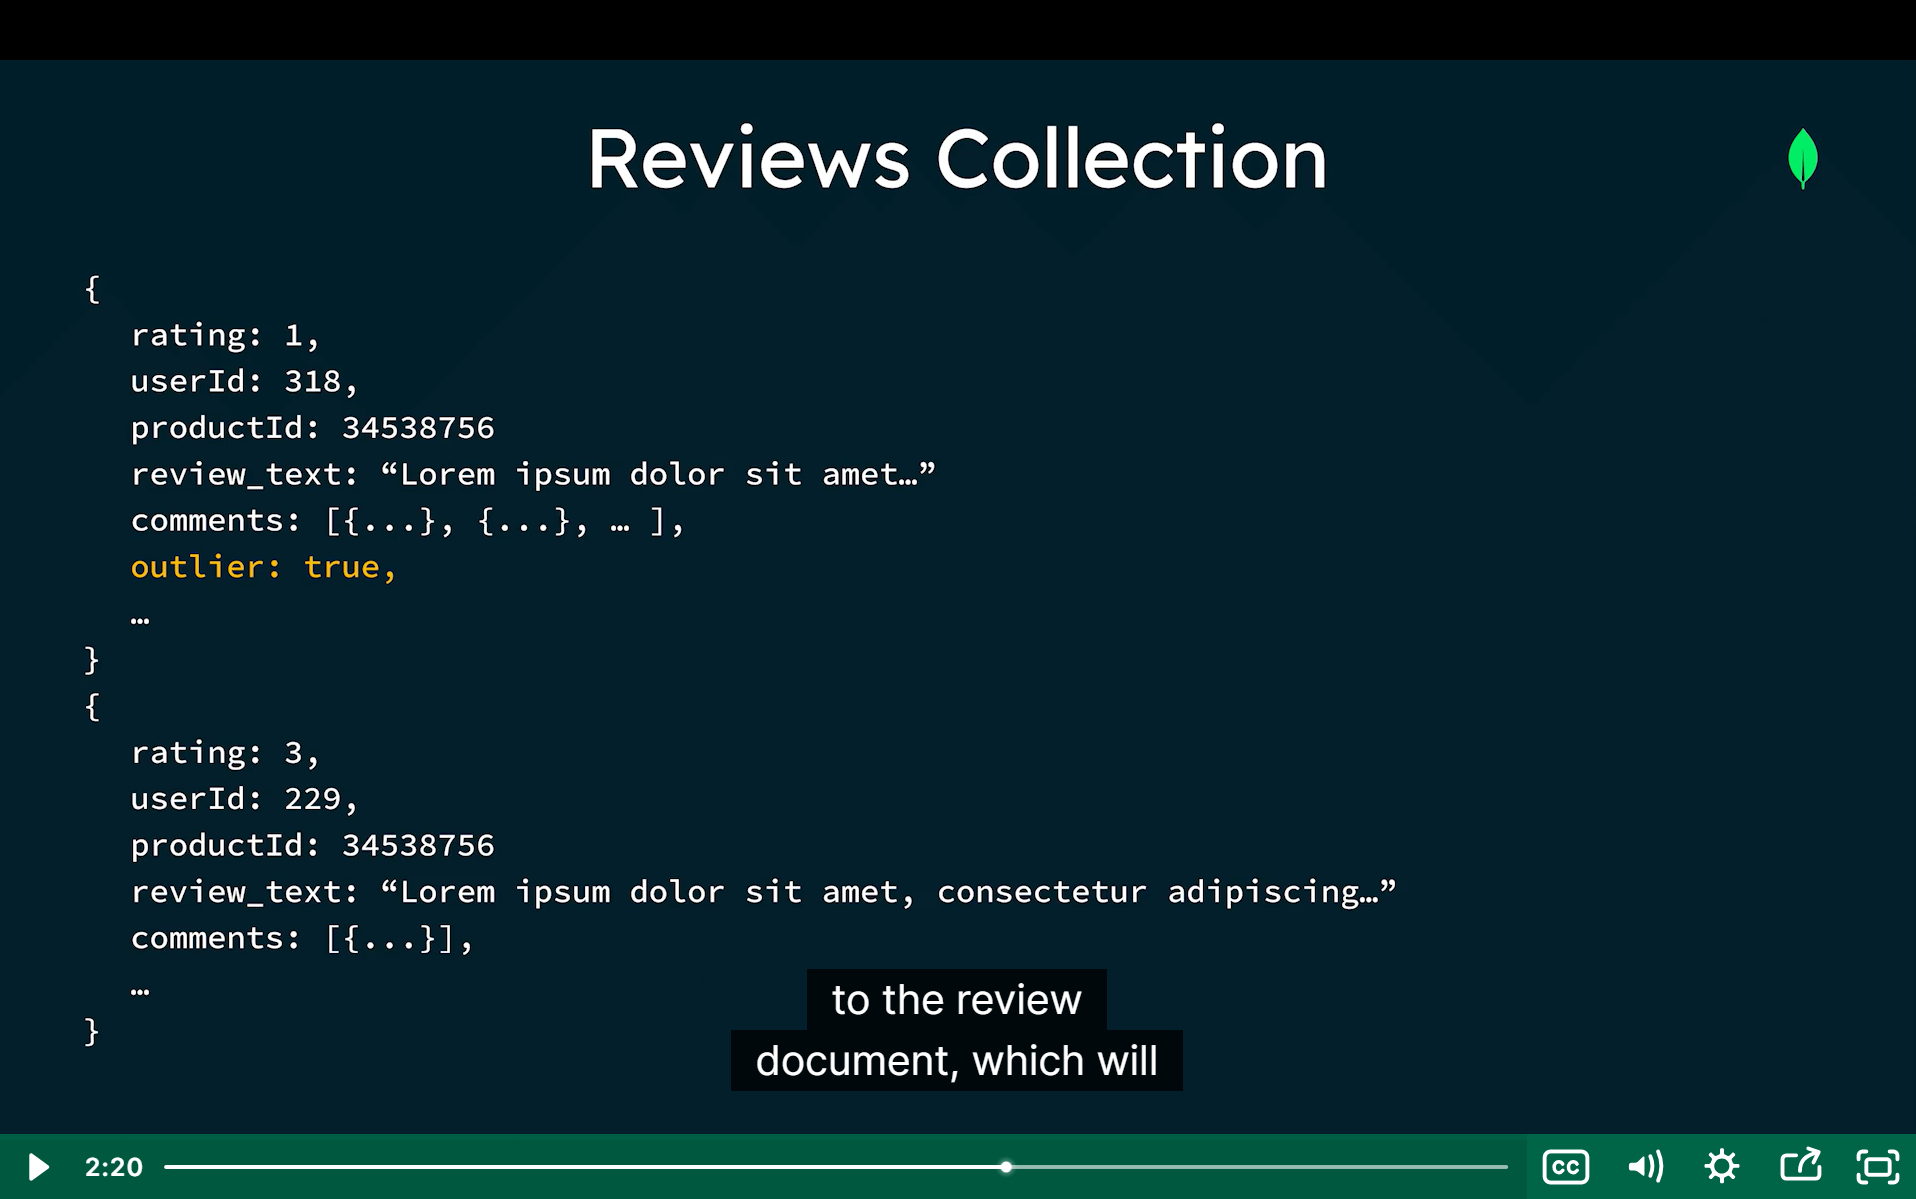 Reviews Collection
{
rating: 1,
userId: 318,
productId: 34538756
review_text: “Lorem ipsum dolor sit amet…”
comments: [{...}, {...}, … ],
outlier: true,
…
}
{
rating: 3,
userId: 229,
productId: 34538756
review_text: “Lorem ipsum dolor sit amet, consectetur adipiscing…”
comments: [{...}],
…
}
to the review
document, which will
2:20
CC